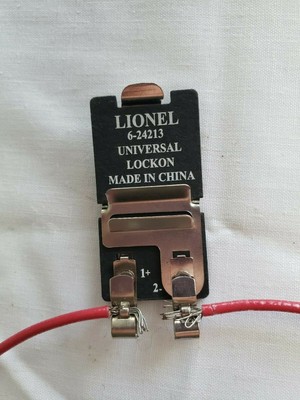 LIONEL
6-24213
UNIVERSAL
LOCKON
MADE IN CHINA
1+
2-